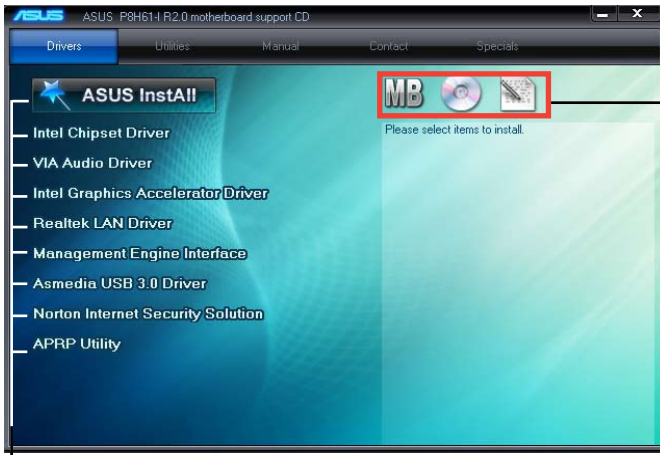 ASUS ASUS P8H61-I R2.0 motherboard support CD
Drivers Utilities Manual Contact Specials
ASUS InstAll
MB
Please select items to install.
Intel Chipset Driver
VIA Audio Driver
Intel Graphics Accelerator Driver
Realtek LAN Driver
Management Engine Interface
Asmedia USB 3.0 Driver
Norton Internet Security Solution
APRP Utility